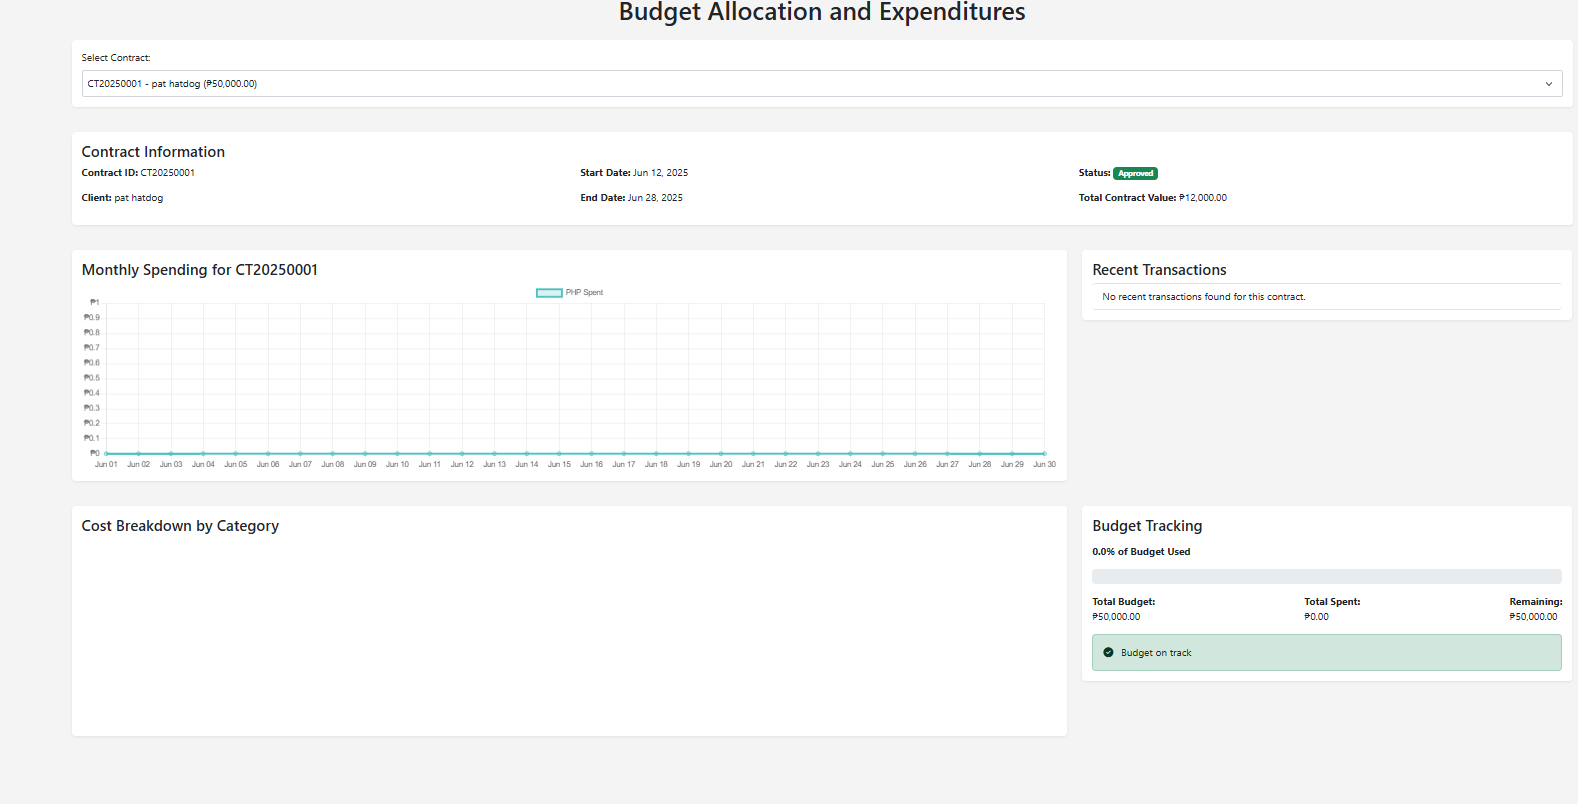 Budget Allocation and Expenditures
Select Contract:
CT20250001 - pat hatdog (₱50,000.00)
Contract Information
Contract ID: CT20250001
Start Date: Jun 12, 2025
Status: Approved
Client: pat hatdog
End Date: Jun 28, 2025
Total Contract Value: ₱12,000.00
Monthly Spending for CT20250001
PHP Spent
₱1
₱0.9
₱0.8
₱0.7
₱0.6
₱0.5
₱0.4
₱0.3
₱0.2
₱0.1
₱0
Jun 01 Jun 02 Jun 03 Jun 04 Jun 05 Jun 06 Jun 07 Jun 08 Jun 09 Jun 10 Jun 11 Jun 12 Jun 13 Jun 14 Jun 15 Jun 16 Jun 17 Jun 18 Jun 19 Jun 20 Jun 21 Jun 22 Jun 23 Jun 24 Jun 25 Jun 26 Jun 27 Jun 28 Jun 29 Jun 30
Recent Transactions
No recent transactions found for this contract.
Cost Breakdown by Category
Budget Tracking
0.0% of Budget Used
Total Budget: Total Spent: Remaining:
₱50,000.00 ₱0.00 ₱50,000.00
Budget on track